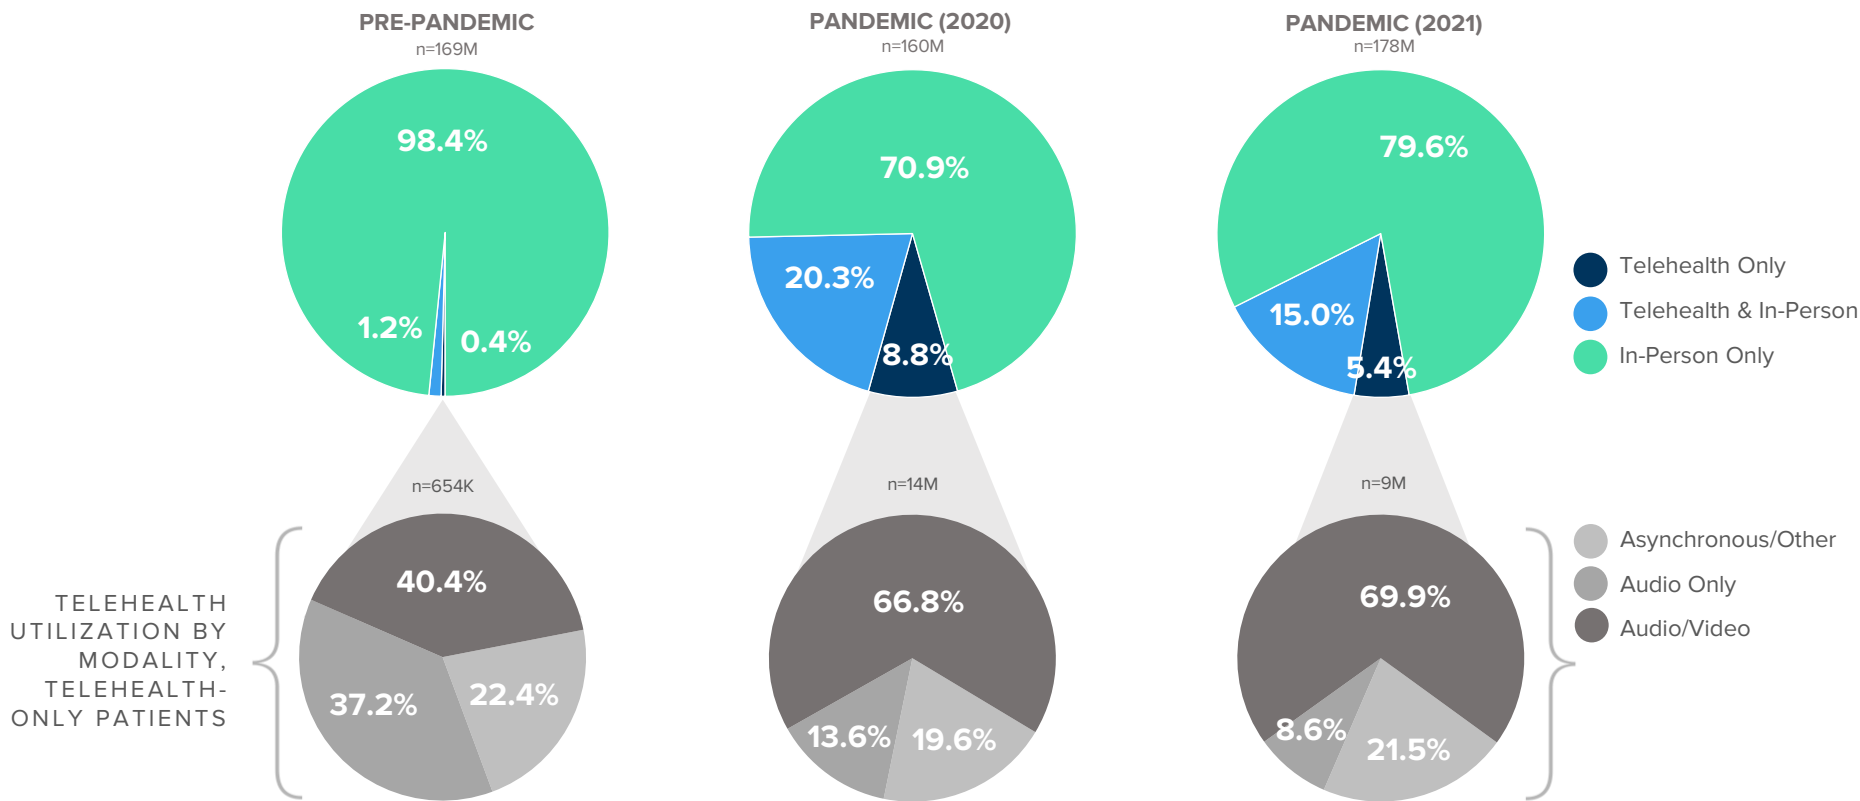 PRE-PANDEMIC
n=169M
98.4%
1.2%
0.4%
PANDEMIC (2020)
n=160M
70.9%
20.3%
8.8%
PANDEMIC (2021)
n=178M
79.6%
15.0%
5.4%
Telehealth Only
Telehealth & In-Person
In-Person Only
TELEHEALTH
UTILIZATION BY
MODALITY,
TELEHEALTH-
ONLY PATIENTS
n=654K
40.4%
37.2%
22.4%
n=14M
66.8%
13.6%
19.6%
n=9M
69.9%
8.6%
21.5%
Asynchronous/Other
Audio Only
Audio/Video